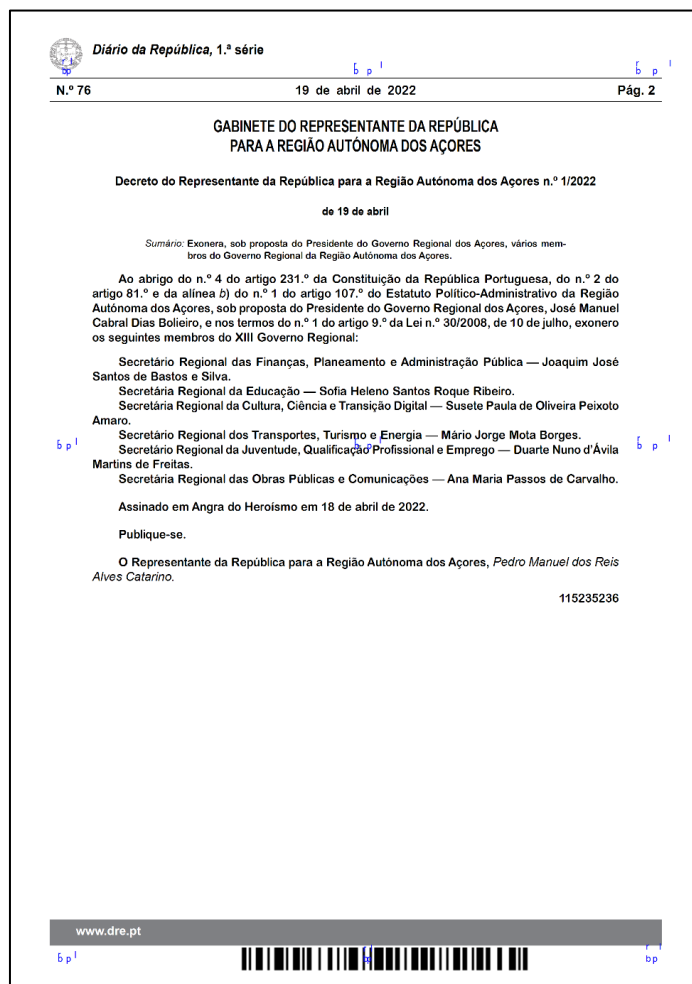 Diário da República, 1.ª série
N.º 76 19 de abril de 2022 Pág. 2
GABINETE DO REPRESENTANTE DA REPÚBLICA
PARA A REGIÃO AUTÓNOMA DOS AÇORES
Decreto do Representante da República para a Região Autónoma dos Açores n.º 1/2022
de 19 de abril
Sumário: Exonera, sob proposta do Presidente do Governo Regional dos Açores, vários mem-
bros do Governo Regional da Região Autónoma dos Açores.
Ao abrigo do n.º 4 do artigo 231.º da Constituição da República Portuguesa, do n.º 2 do
artigo 81.º e da alínea b) do n.º 1 do artigo 107.º do Estatuto Político-Administrativo da Região
Autónoma dos Açores, sob proposta do Presidente do Governo Regional dos Açores, José Manuel
Cabral Dias Bolieiro, e nos termos do n.º 1 do artigo 9.º da Lei n.º 30/2008, de 10 de julho, exonero
os seguintes membros do XIII Governo Regional:
Secretário Regional das Finanças, Planeamento e Administração Pública — Joaquim José
Santos de Bastos e Silva.
Secretária Regional da Educação — Sofia Heleno Santos Roque Ribeiro.
Secretária Regional da Cultura, Ciência e Transição Digital — Susete Paula de Oliveira Peixoto
Amaro.
Secretário Regional dos Transportes, Turismo e Energia — Mário Jorge Mota Borges.
Secretário Regional da Juventude, Qualificação Profissional e Emprego — Duarte Nuno d'Ávila
Martins de Freitas.
Secretária Regional das Obras Públicas e Comunicações — Ana Maria Passos de Carvalho.
Assinado em Angra do Heroísmo em 18 de abril de 2022.
Publique-se.
O Representante da República para a Região Autónoma dos Açores, Pedro Manuel dos Reis
Alves Catarino.
115235236
www.dre.pt